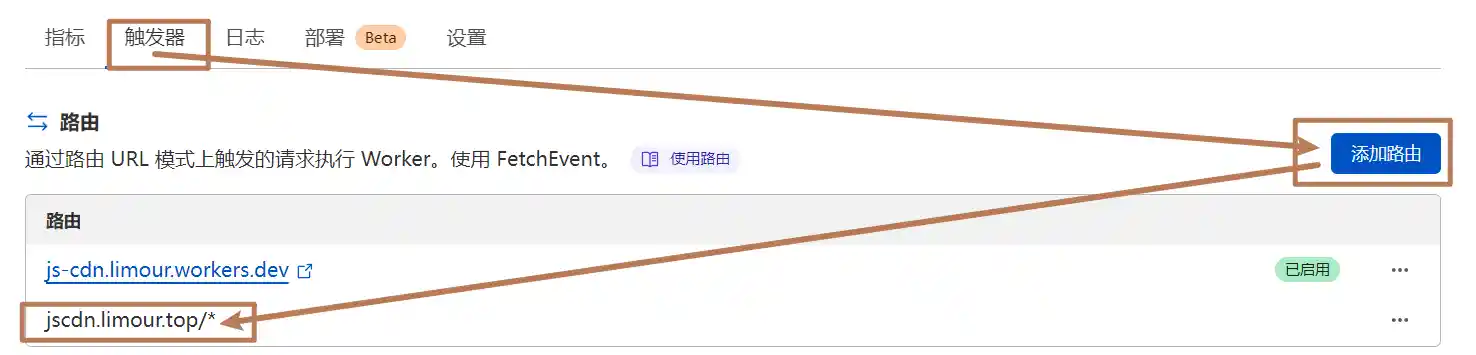 指标 触发器 日志 部署 Beta 设置
路由
通过路由 URL 模式上触发的请求执行 Worker。使用 FetchEvent。 使用路由
添加路由
路由
js-cdn.limour.workers.dev 已启用 ...
jscdn.limour.top/* ...